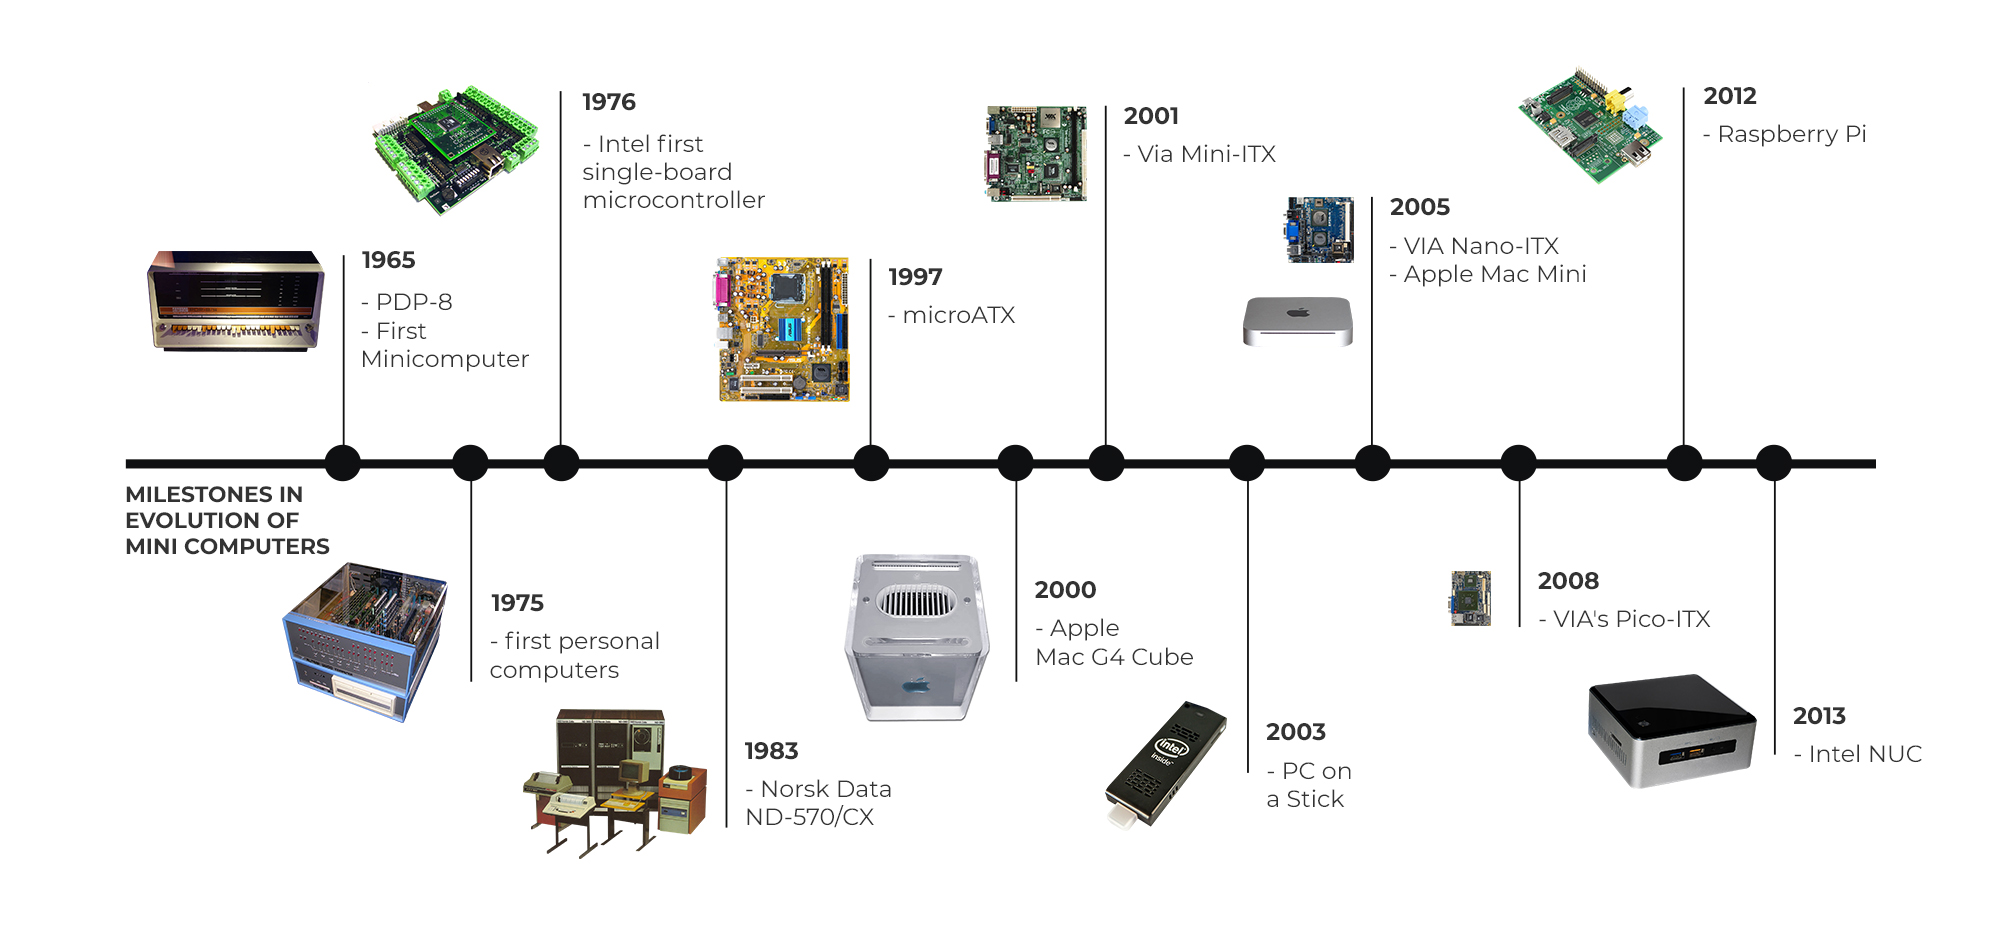 1976
- Intel first
single-board
microcontroller
2001
- Via Mini-ITX
2012
- Raspberry Pi
1965
- PDP-8
- First
Minicomputer
1997
- microATX
2005
- VIA Nano-ITX
- Apple Mac Mini
MILESTONES IN
EVOLUTION OF
MINI COMPUTERS
1975
- first personal
computers
1983
- Norsk Data
ND-570/CX
2000
- Apple
Mac G4 Cube
intel
inside™
2003
- PC on
a Stick
2008
- VIA's Pico-ITX
2013
- Intel NUC